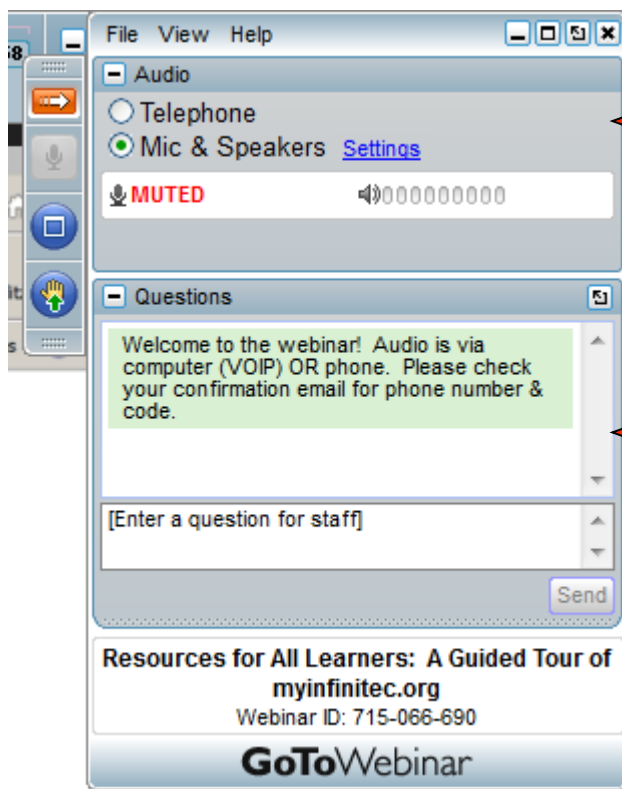 58
File View Help
Audio
Telephone
Mic & Speakers Settings
MUTED 000000000
Questions
Welcome to the webinar! Audio is via
computer (VOIP) OR phone. Please check
your confirmation email for phone number &
code.
[Enter a question for staff]
Send
Resources for All Learners: A Guided Tour of
myinfinitec.org
Webinar ID: 715-066-690
GoToWebinar